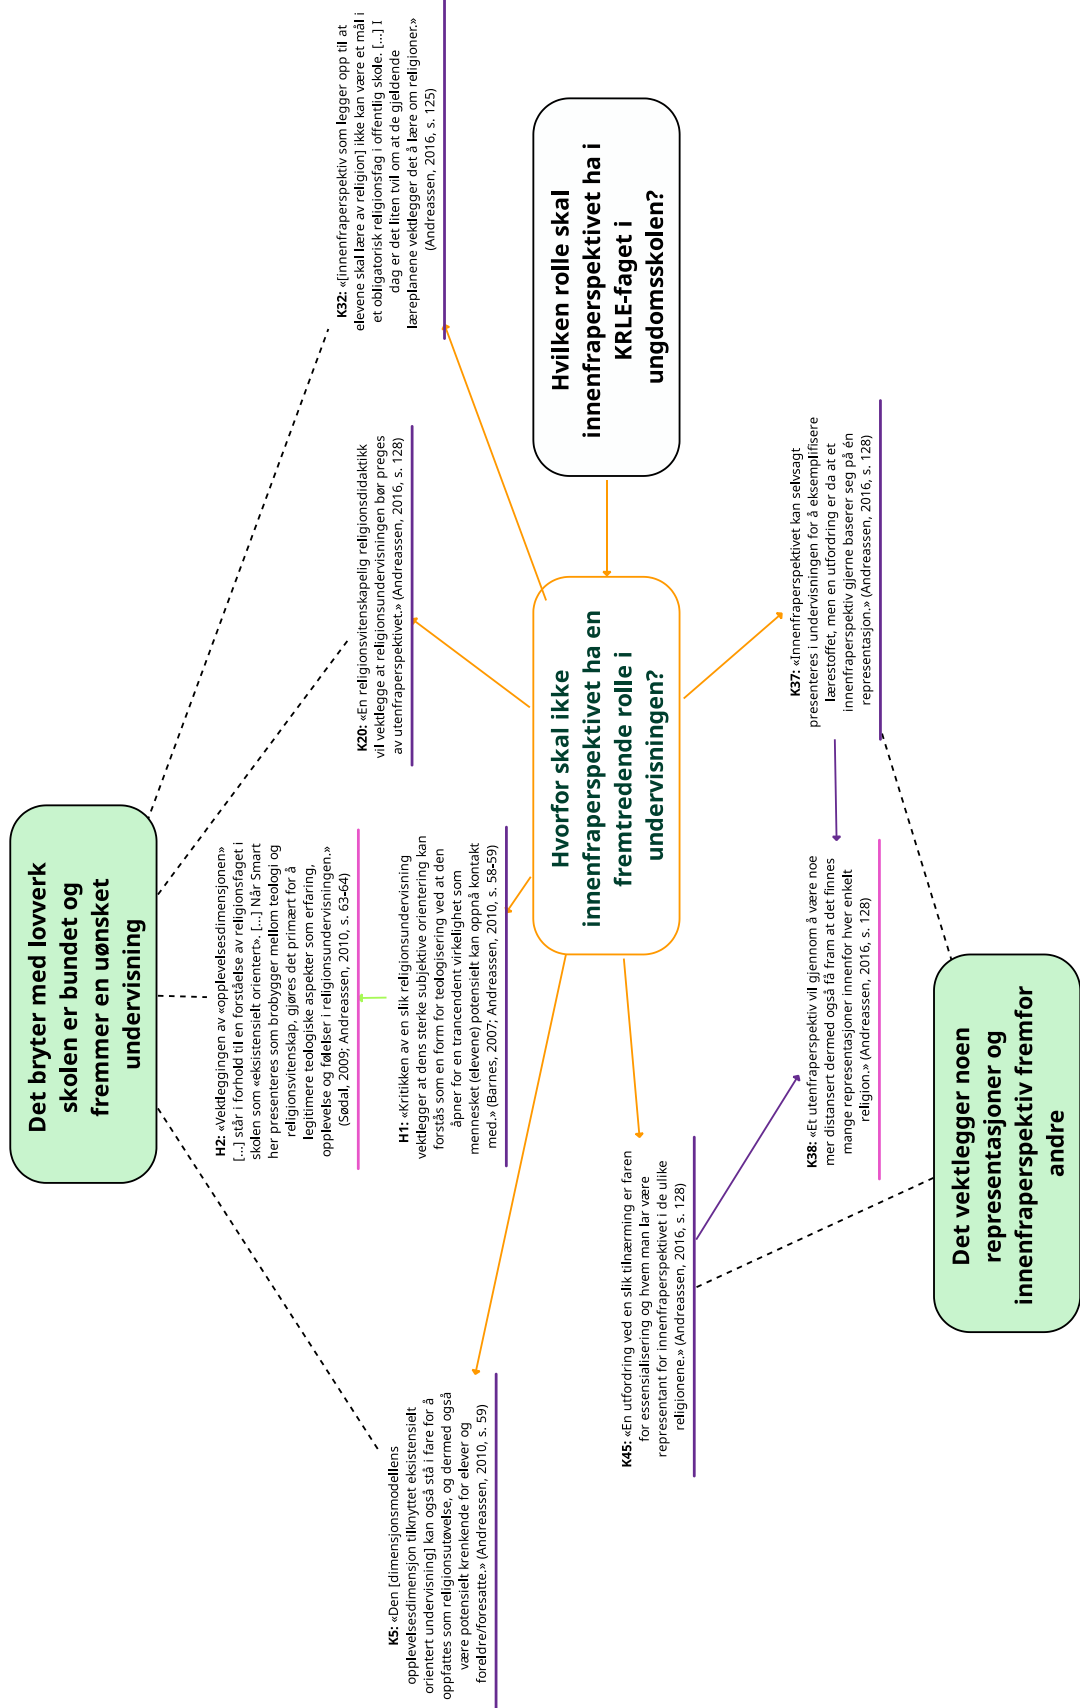 Det bryter med lovverk
skolen er bundet og
fremmer en uønsket
undervisning
K5: «Den [dimensjonsmodellens
opplevelsesdimensjon tilknyttet eksistensielt
orientert undervisning] kan også stå i fare for å
oppfattes som religionsutøvelse, og dermed også
være potensielt krenkende for elever og
foreldre/foresatte.» (Andreassen, 2010, s. 59)
H2: «Vektleggingen av «opplevelsesdimensjonen»
[...] står i forhold til en forståelse av religionsfaget i
skolen som «eksistensielt orientert». [...] Når Smart
her presenteres som brobygger mellom teologi og
religionsvitenskap, gjøres det primært for å
legitimere teologiske aspekter som erfaring,
opplevelse og følelser i religionsundervisningen.»
(Sødal, 2009; Andreassen, 2010, s. 63-64)
H1: «Kritikken av en slik religionsundervisning
vektlegger at dens sterke subjektive orientering kan
forstås som en form for teologisering ved at den
åpner for en trancendent virkelighet som
mennesket (elevene) potensielt kan oppnå kontakt
med.» (Barnes, 2007; Andreassen, 2010, s. 58-59)
K20: «En religionsvitenskapelig religionsdidaktikk
vil vektlegge at religionsundervisningen bør preges
av utenfraperspektivet.» (Andreassen, 2016, s. 128)
K32: «[innenfraperspektiv som legger opp til at
elevene skal lære av religion] ikke kan være et mål i
et obligatorisk religionsfag i offentlig skole. [...] I
dag er det liten tvil om at de gjeldende
læreplanene vektlegger det å lære om religioner.»
(Andreassen, 2016, s. 125)
Hvorfor skal ikke
innenfraperspektivet ha en
fremtredende rolle i
undervisningen?
Hvilken rolle skal
innenfraperspektivet ha i
KRLE-faget i
ungdomsskolen?
K45: «En utfordring ved en slik tilnærming er faren
for essensialisering og hvem man lar være
representant for innenfraperspektivet i de ulike
religionene.» (Andreassen, 2016, s. 128)
K38: «Et utenfraperspektiv vil gjennom å være noe
mer distansert dermed også få fram at det finnes
mange representasjoner innenfor hver enkelt
religion.» (Andreassen, 2016, s. 128)
K37: «Innenfraperspektivet kan selvsagt
presenteres i undervisningen for å eksemplifisere
lærestoffet, men en utfordring er da at et
innenfraperspektiv gjerne baserer seg på én
representasjon.» (Andreassen, 2016, s. 128)
Det vektlegger noen
representasjoner og
innenfraperspektiv fremfor
andre